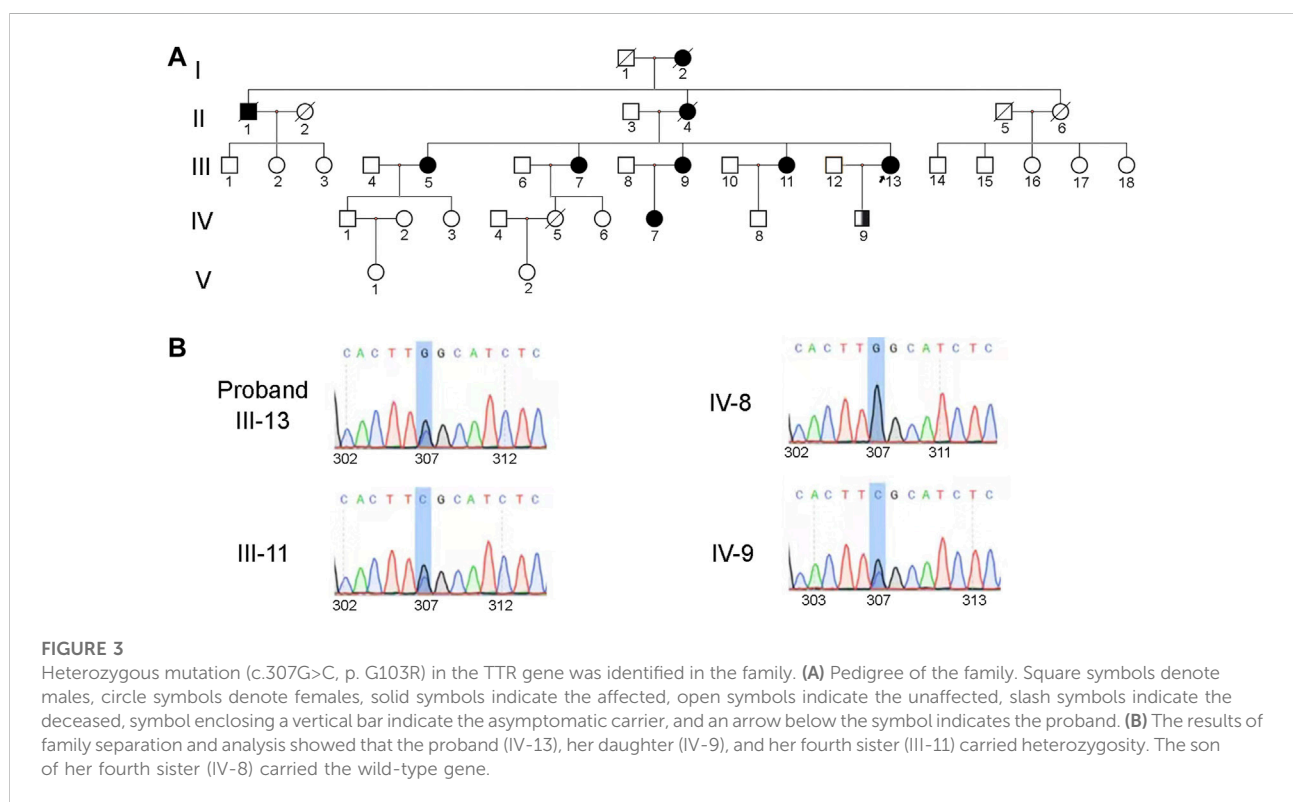 A
I
1 2
II
1 2 3 4 5 6
III
1 2 3 4 5 6 7 8 9 10 11 12 13 14 15 16 17 18
IV
1 2 3 4 5 6 7 8 9
V
1 2
B
C A C T T G G C A T C T C
Proband
III-13
302 307 312
C A C T T G G C A T C T C
IV-8
302 307 311
C A C T T C G C A T C T C
III-11
302 307 312
C A C T T C G C A T C T C
IV-9
303 307 313
FIGURE 3
Heterozygous mutation (c.307G>C, p. G103R) in the TTR gene was identified in the family. (A) Pedigree of the family. Square symbols denote
males, circle symbols denote females, solid symbols indicate the affected, open symbols indicate the unaffected, slash symbols indicate the
deceased, symbol enclosing a vertical bar indicate the asymptomatic carrier, and an arrow below the symbol indicates the proband. (B) The results of
family separation and analysis showed that the proband (IV-13), her daughter (IV-9), and her fourth sister (III-11) carried heterozygosity. The son
of her fourth sister (IV-8) carried the wild-type gene.